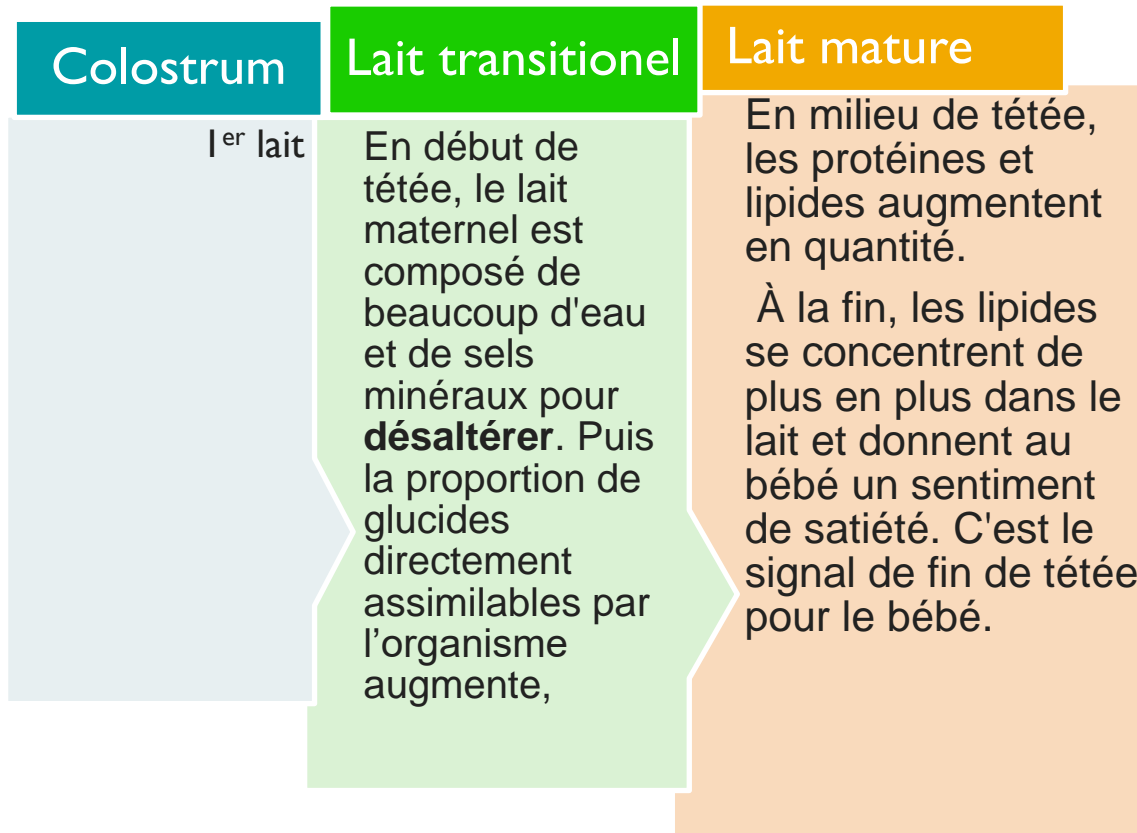 Colostrum
1er lait
Lait transitionel
En début de
tétée, le lait
maternel est
composé de
beaucoup d'eau
et de sels
minéraux pour
désaltérer. Puis
la proportion de
glucides
directement
assimilables par
l’organisme
augmente,
Lait mature
En milieu de tétée,
les protéines et
lipides augmentent
en quantité.
À la fin, les lipides
se concentrent de
plus en plus dans le
lait et donnent au
bébé un sentiment
de satiété. C'est le
signal de fin de tétée
pour le bébé.